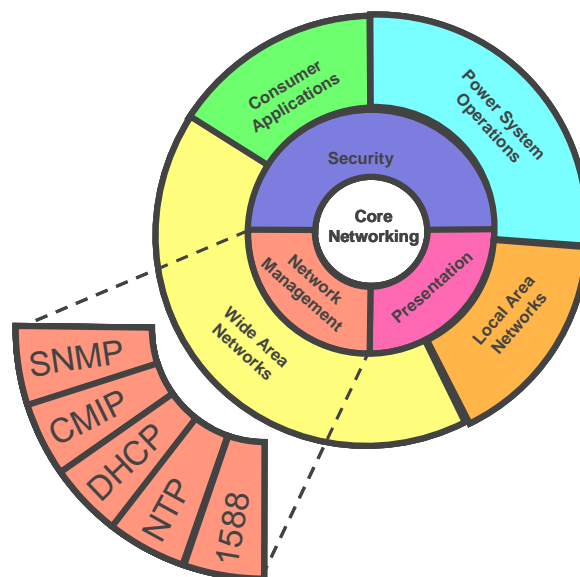 Consumer
Applications
Power System
Operations
Security
Core
Networking
Network
Management
Presentation
Wide Area
Networks
Local Area
Networks
SNMP
CMIP
DHCP
NTP
1588